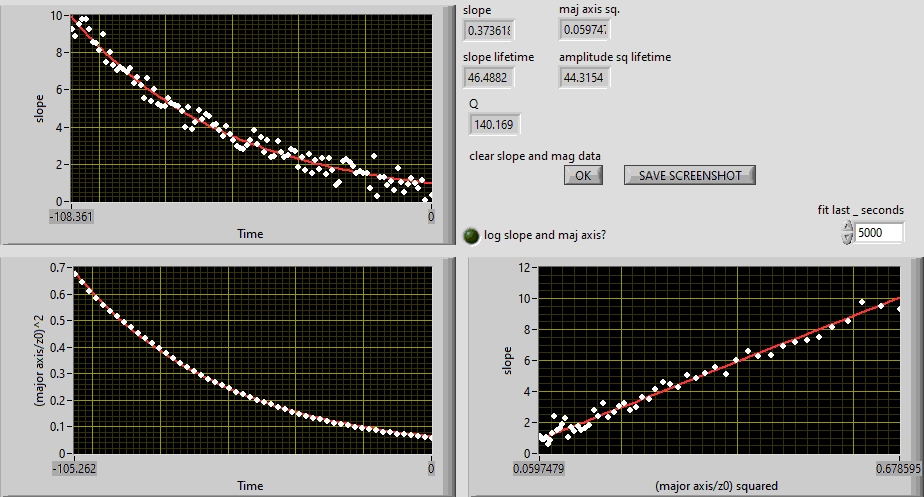 slope
maj axis sq.
0.373618
0.05974
slope lifetime
amplitude sq lifetime
46.4882
44.3154
Q
140.169
clear slope and mag data
OK
SAVE SCREENSHOT
fit last _ seconds
5000
log slope and maj axis?
10
8
6
4
2
0
slope
-108.361
0
Time
0.7
0.6
0.5
0.4
0.3
0.2
0.1
0
(major axis/z0)^2
-105.262
0
Time
12
10
8
6
4
2
0
slope
0.0597479
0.678595
(major axis/z0) squared